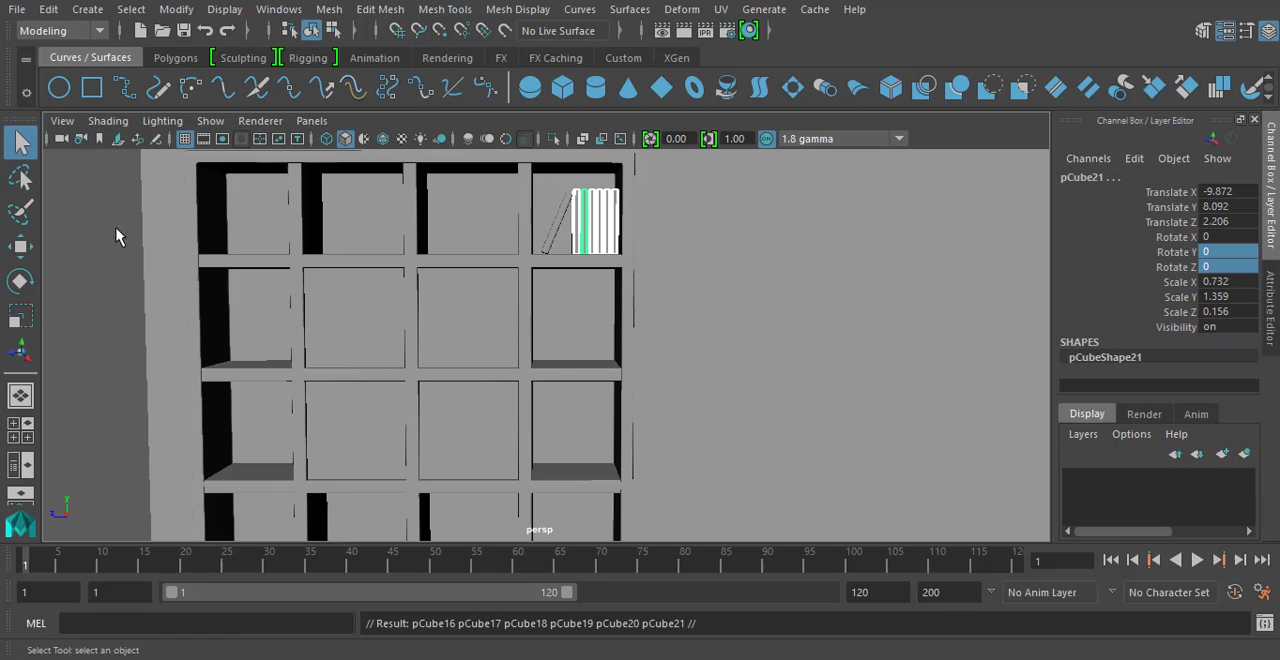 File Edit Create Select Modify Display Windows Mesh Edit Mesh Mesh Tools Mesh Display Curves Surfaces Deform UV Generate Cache Help
Modeling No Live Surface
Curves / Surfaces Polygons Sculpting Rigging Animation Rendering FX FX Caching Custom XGen
View Shading Lighting Show Renderer Panels
0.00 1.00 1.8 gamma
Channel Box / Layer Editor
Channels Edit Object Show
pCube21 . . .
Translate X -9.872
Translate Y 8.092
Translate Z 2.206
Rotate X 0
Rotate Y 0
Rotate Z 0
Scale X 0.732
Scale Y 1.359
Scale Z 0.156
Visibility on
SHAPES
pCubeShape21
Display Render Anim
Layers Options Help
Channel Box / Layer Editor
Attribute Editor
y
z
persp
5 10 15 20 25 30 35 40 45 50 55 60 65 70 75 80 85 90 95 100 105 110 115 12
1 1
1 1 1 120 120 200 No Anim Layer No Character Set
MEL // Result: pCube16 pCube17 pCube18 pCube19 pCube20 pCube21 //
Select Tool: select an object